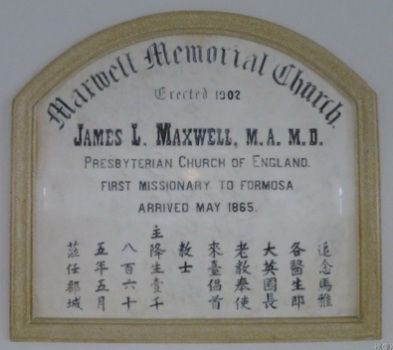 Maxwell Memorial Church.
Erected 1902
JAMES L. MAXWELL, M.A. M.D.
PRESBYTERIAN CHURCH OF ENGLAND.
FIRST MISSIONARY TO FORMOSA
ARRIVED MAY 1865.
追念馬雅
各醫生即
大英國長
老教奉使
來臺倡首
教士
主降生壹千
八百六十
五年五月
蒞任郡城